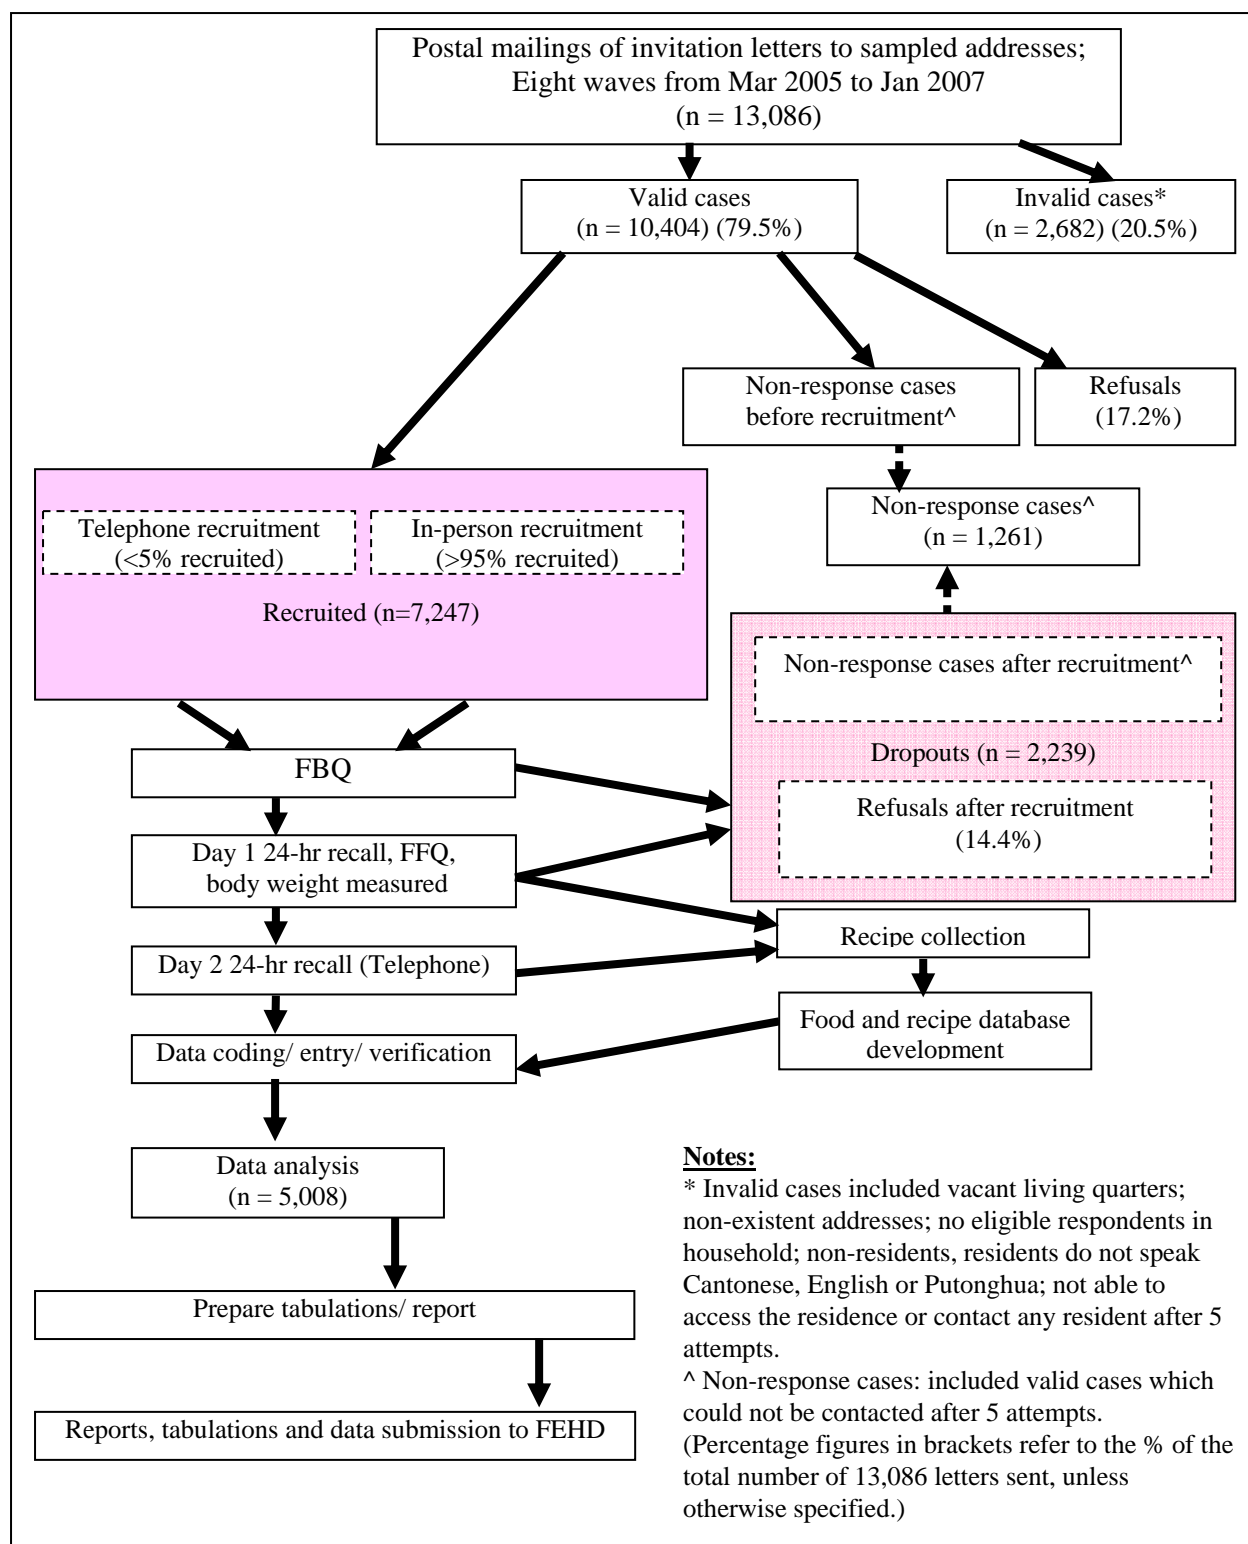 Postal mailings of invitation letters to sampled addresses;
Eight waves from Mar 2005 to Jan 2007
(n = 13,086)
Valid cases
(n = 10,404) (79.5%)
Invalid cases*
(n = 2,682) (20.5%)
Non-response cases
before recruitment^
Refusals
(17.2%)
Telephone recruitment
(<5% recruited)
In-person recruitment
(>95% recruited)
Recruited (n=7,247)
Non-response cases^
(n = 1,261)
Non-response cases after recruitment^
Dropouts (n = 2,239)
Refusals after recruitment
(14.4%)
FBQ
Day 1 24-hr recall, FFQ,
body weight measured
Recipe collection
Day 2 24-hr recall (Telephone)
Food and recipe database
development
Data coding/ entry/ verification
Data analysis
(n = 5,008)
Prepare tabulations/ report
Reports, tabulations and data submission to FEHD
Notes:
* Invalid cases included vacant living quarters;
non-existent addresses; no eligible respondents in
household; non-residents, residents do not speak
Cantonese, English or Putonghua; not able to
access the residence or contact any resident after 5
attempts.
^ Non-response cases: included valid cases which
could not be contacted after 5 attempts.
(Percentage figures in brackets refer to the % of the
total number of 13,086 letters sent, unless
otherwise specified.)